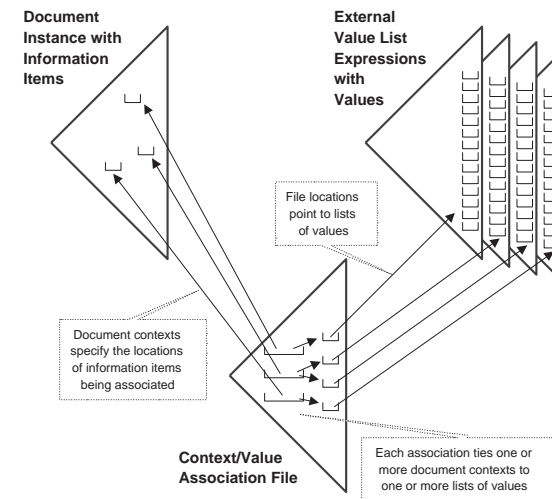 Document
Instance with
Information
Items
External
Value List
Expressions
with
Values
File locations
point to lists
of values
Document contexts
specify the locations
of information items
being associated
Context/Value
Association File
Each association ties one or
more document contexts to
one or more lists of values